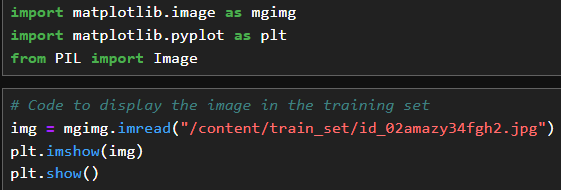 import matplotlib.image as mgimg
import matplotlib.pyplot as plt
from PIL import Image
# Code to display the image in the training set
img = mgimg.imread("/content/train_set/id_02amazy34fgh2.jpg")
plt.imshow(img)
plt.show()